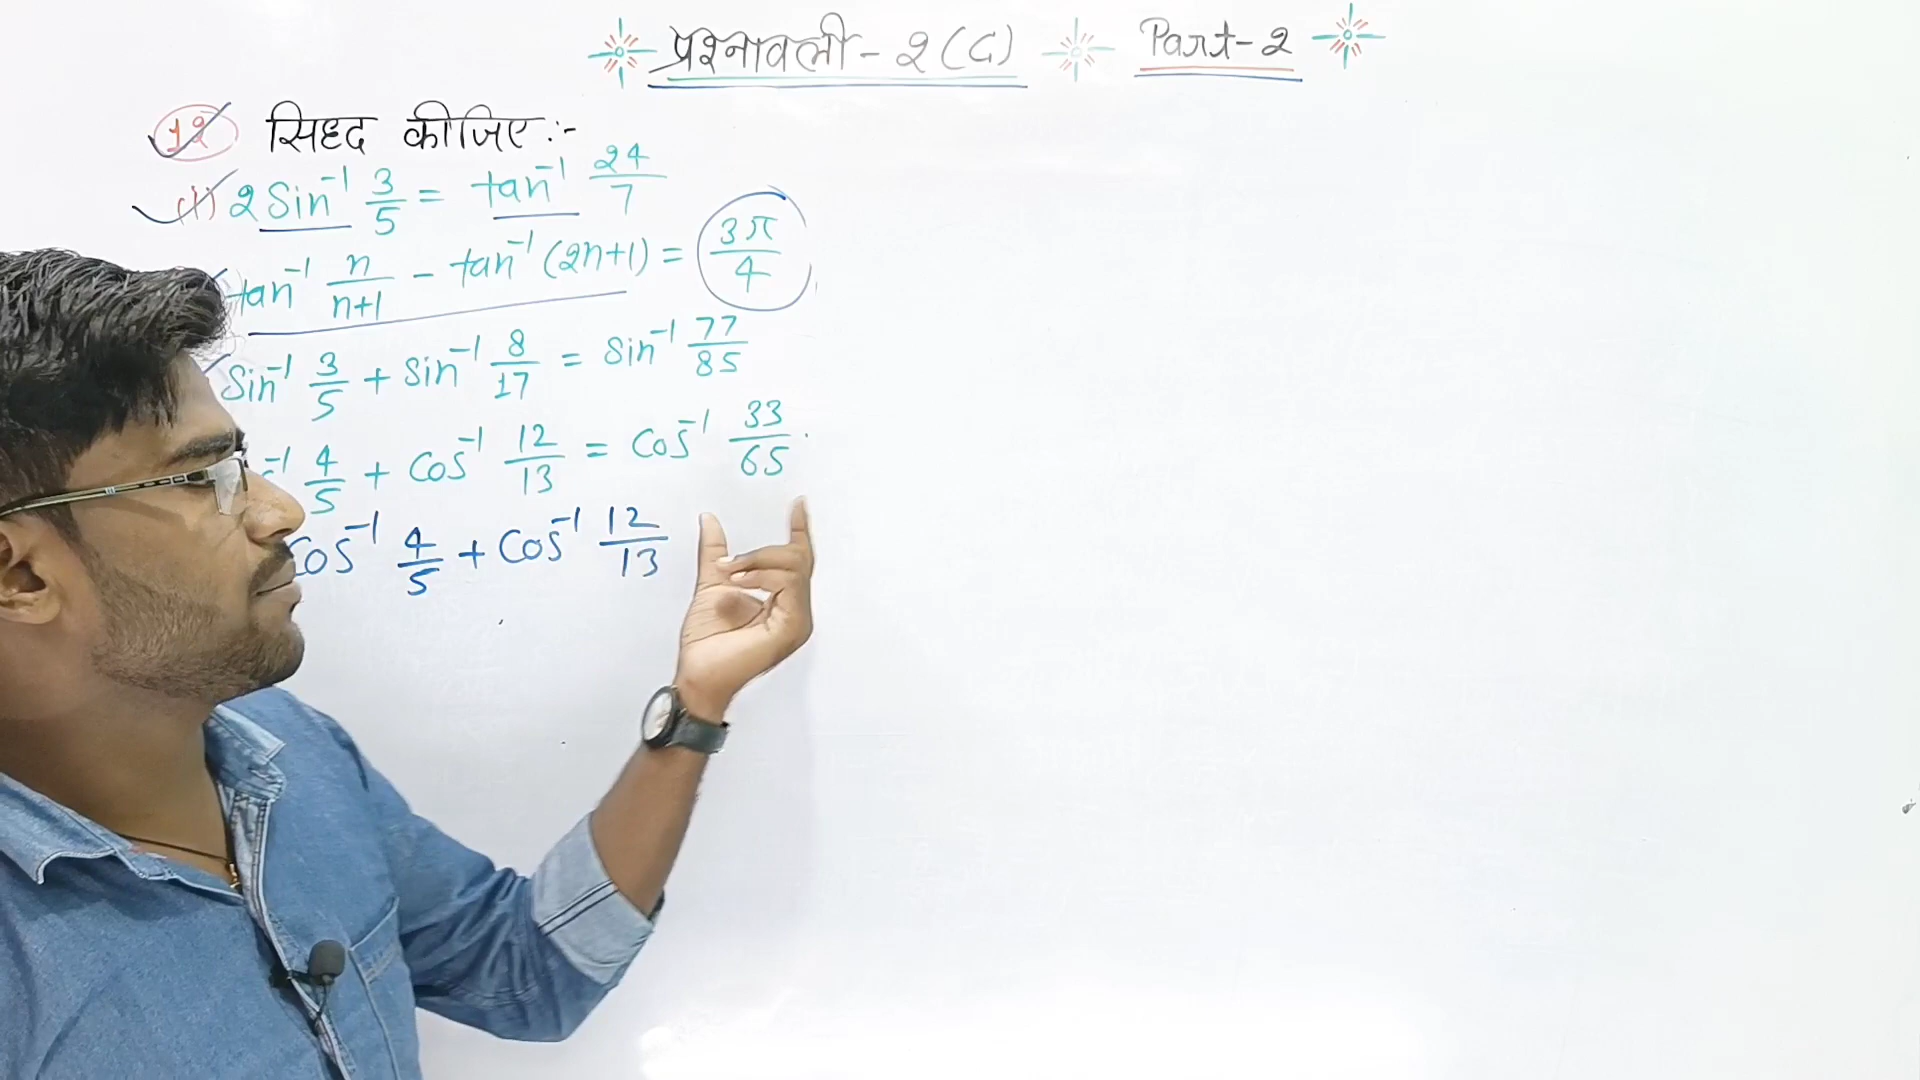 प्रश्नावली - २(C) Part-2
12 सिध्द कीजिए :-
(i) 2 Sin⁻¹ 3/5 = tan⁻¹ 24/7
tan⁻¹ n/n+1 - tan⁻¹ (2n+1) = 3π/4
Sin⁻¹ 3/5 + Sin⁻¹ 8/17 = Sin⁻¹ 77/85
⁻¹ 4/5 + Cos⁻¹ 12/13 = Cos⁻¹ 33/65
Cos⁻¹ 4/5 + Cos⁻¹ 12/13